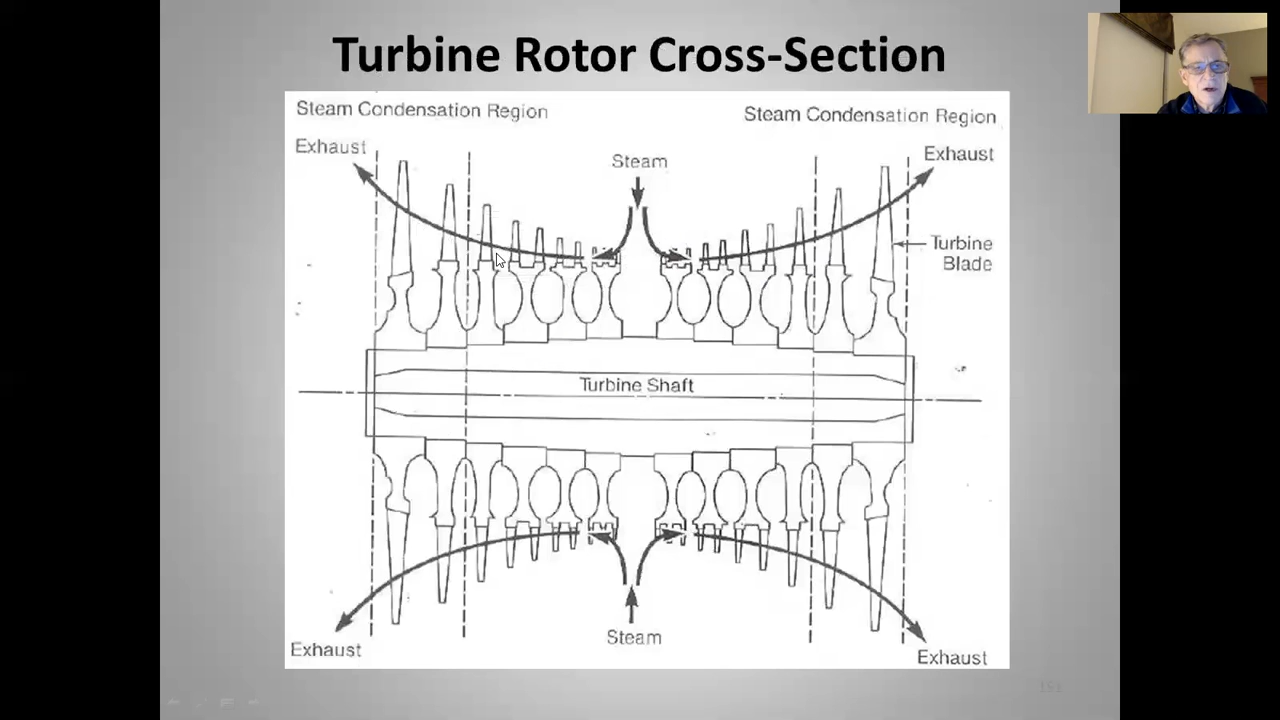 Turbine Rotor Cross-Section
Steam Condensation Region
Steam Condensation Region
Exhaust
Steam
Exhaust
Turbine
Blade
Turbine Shaft
Steam
Exhaust
Exhaust